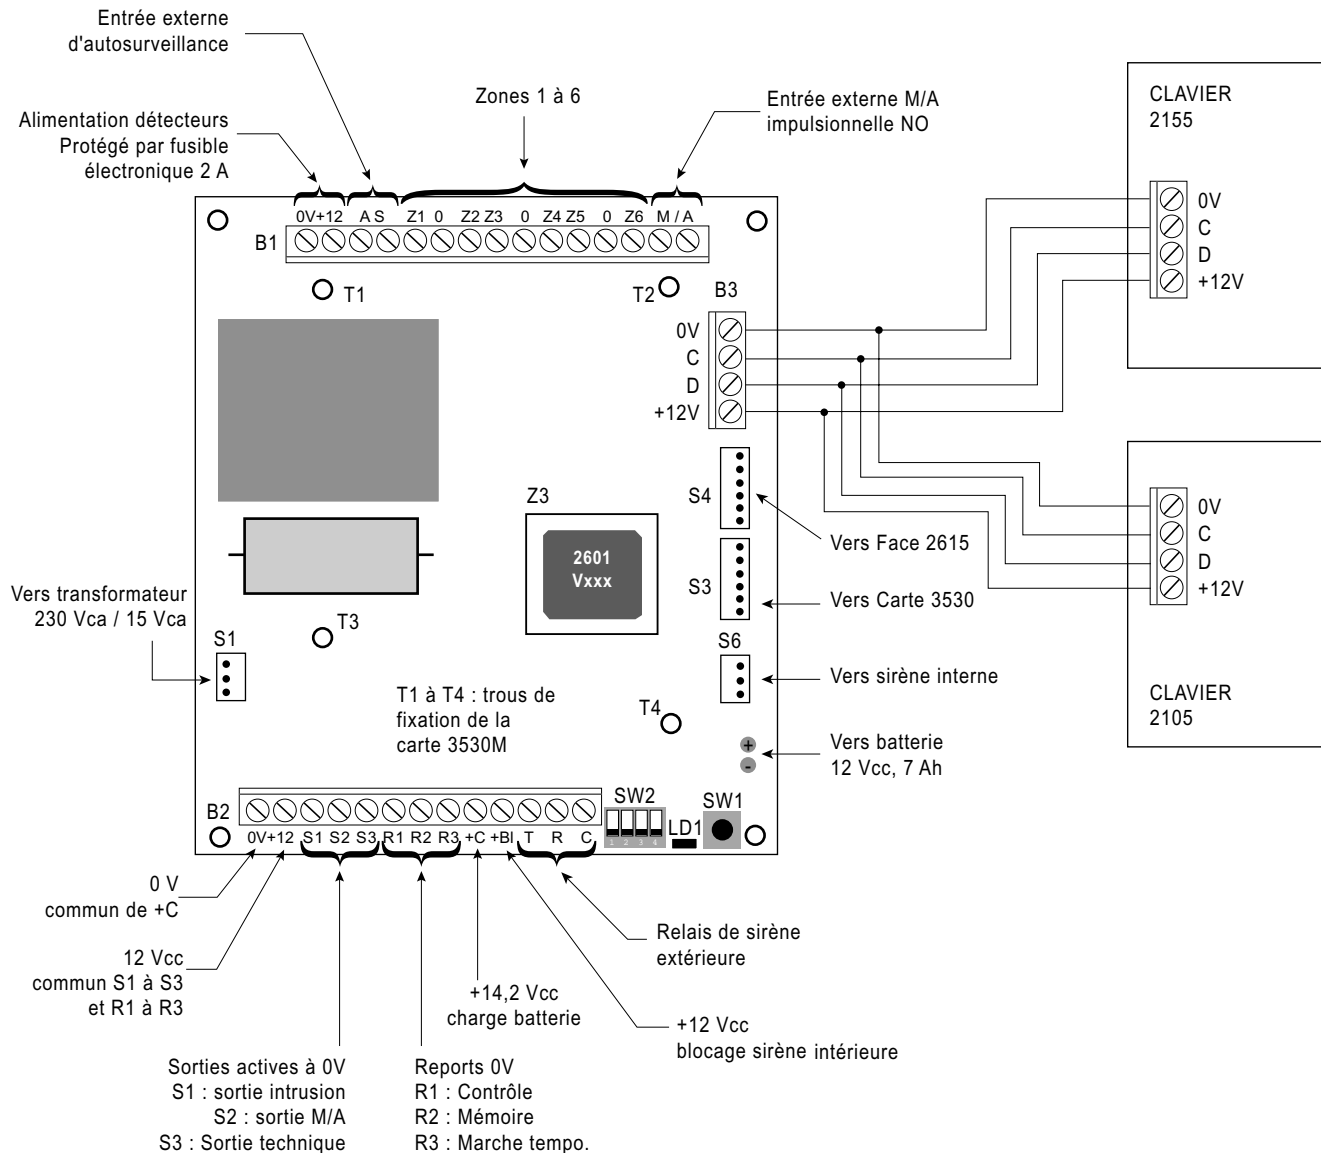 Entrée externe
d'autosurveillance
Alimentation détecteurs
Protégé par fusible
électronique 2 A
Zones 1 à 6
Entrée externe M/A
impulsionnelle NO
CLAVIER
2155
0V
C
D
+12V
0V+12 A S Z1 0 Z2 Z3 0 Z4 Z5 0 Z6 M / A
B1
T1
T2
B3
0V
C
D
+12V
S4
Vers Face 2615
Z3
2601
Vxxx
S3
Vers Carte 3530
0V
C
D
+12V
CLAVIER
2105
Vers transformateur
230 Vca / 15 Vca
S1
T3
S6
Vers sirène interne
T1 à T4 : trous de
fixation de la
carte 3530M
T4
+
-
Vers batterie
12 Vcc, 7 Ah
B2
SW2
1 2 3 4
LD1
SW1
0V+12 S1 S2 S3 R1 R2 R3 +C +Bl T R C
0 V
commun de +C
12 Vcc
commun S1 à S3
et R1 à R3
Sorties actives à 0V
S1 : sortie intrusion
S2 : sortie M/A
S3 : Sortie technique
Reports 0V
R1 : Contrôle
R2 : Mémoire
R3 : Marche tempo.
+14,2 Vcc
charge batterie
Relais de sirène
extérieure
+12 Vcc
blocage sirène intérieure